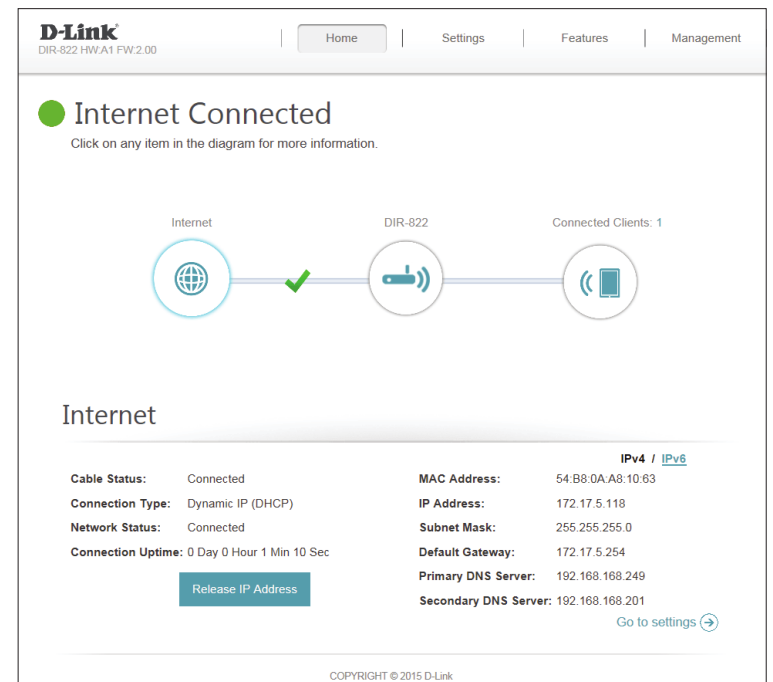 D-Link
DIR-822 HW:A1 FW:2.00
Home
Settings
Features
Management
Internet Connected
Click on any item in the diagram for more information.
Internet
DIR-822
Connected Clients: 1
Internet
IPv4 / IPv6
Cable Status: Connected
Connection Type: Dynamic IP (DHCP)
Network Status: Connected
Connection Uptime: 0 Day 0 Hour 1 Min 10 Sec
Release IP Address
MAC Address: 54:B8:0A:A8:10:63
IP Address: 172.17.5.118
Subnet Mask: 255.255.255.0
Default Gateway: 172.17.5.254
Primary DNS Server: 192.168.168.249
Secondary DNS Server: 192.168.168.201
Go to settings
COPYRIGHT © 2015 D-Link